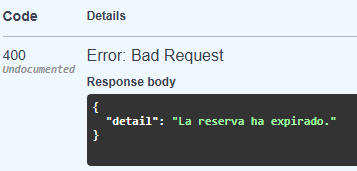 Code Details
400 Error: Bad Request
Undocumented
Response body
{
  "detail": "La reserva ha expirado."
}